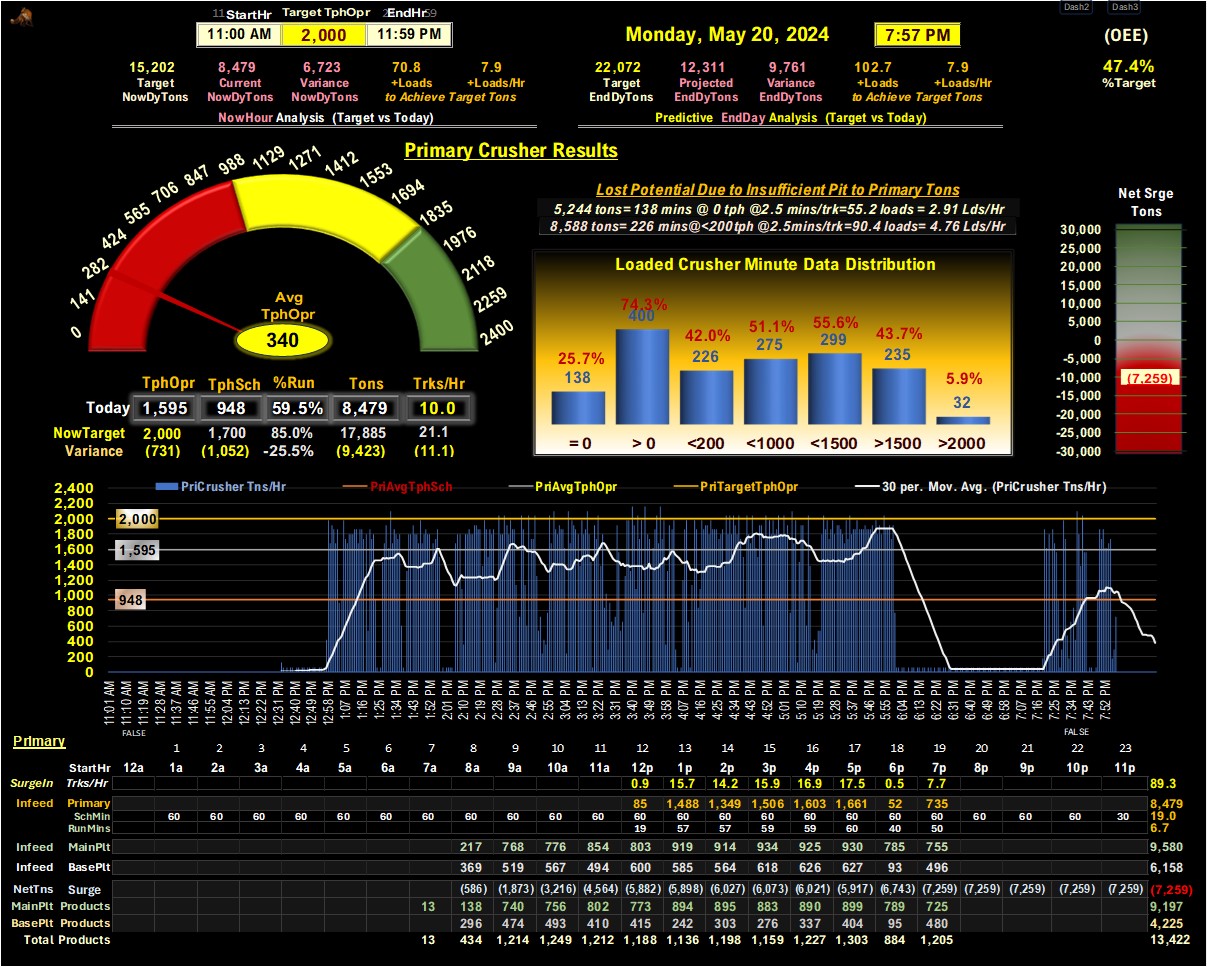 Dash2 Dash3
StartHr Target TphOpr EndHr
11:00 AM 2,000 11:59 PM
Monday, May 20, 2024 7:57 PM (OEE)
15,202 8,479 6,723 70.8 7.9 22,072 12,311 9,761 102.7 7.9 47.4%
Target Current Variance +Loads +Loads/Hr Target Projected Variance +Loads +Loads/Hr %Target
NowDyTons NowDyTons NowDyTons to Achieve Target Tons EndDyTons EndDyTons EndDyTons to Achieve Target Tons
NowHour Analysis (Target vs Today) Predictive EndDay Analysis (Target vs Today)
Primary Crusher Results
0 141 282 424 565 706 847 988 1129 1271 1412 1553 1694 1835 1976 2118 2259 2400
Avg
TphOpr
340
Lost Potential Due to Insufficient Pit to Primary Tons
5,244 tons= 138 mins @ 0 tph @2.5 mins/trk=55.2 loads = 2.91 Lds/Hr
8,588 tons= 226 mins@<200tph @2.5mins/trk=90.4 loads= 4.76 Lds/Hr
Loaded Crusher Minute Data Distribution
25.7% 74.3% 42.0% 51.1% 55.6% 43.7% 5.9%
138 400 226 275 299 235 32
= 0 > 0 <200 <1000 <1500 >1500 >2000
Net Srge
Tons
30,000
25,000
20,000
15,000
10,000
5,000
0
-5,000
-10,000
-15,000
-20,000
-25,000
-30,000
(7,259)
TphOpr TphSch %Run Tons Trks/Hr
Today 1,595 948 59.5% 8,479 10.0
NowTarget 2,000 1,700 85.0% 17,885 21.1
Variance (731) (1,052) -25.5% (9,423) (11.1)
PriCrusher Tns/Hr PriAvgTphSch PriAvgTphOpr PriTargetTphOpr 30 per. Mov. Avg. (PriCrusher Tns/Hr)
2,400
2,200
2,000
1,800
1,600
1,400
1,200
1,000
800
600
400
200
0
2,000
1,595
948
11:01 AM 11:10 AM 11:19 AM 11:28 AM 11:37 AM 11:46 AM 11:55 AM 12:04 PM 12:13 PM 12:22 PM 12:31 PM 12:40 PM 12:49 PM 12:58 PM 1:07 PM 1:16 PM 1:25 PM 1:34 PM 1:43 PM 1:52 PM 2:01 PM 2:10 PM 2:19 PM 2:28 PM 2:37 PM 2:46 PM 2:55 PM 3:04 PM 3:13 PM 3:22 PM 3:31 PM 3:40 PM 3:49 PM 3:58 PM 4:07 PM 4:16 PM 4:25 PM 4:34 PM 4:43 PM 4:52 PM 5:01 PM 5:10 PM 5:19 PM 5:28 PM 5:37 PM 5:46 PM 5:55 PM 6:04 PM 6:13 PM 6:22 PM 6:31 PM 6:40 PM 6:49 PM 6:58 PM 7:07 PM 7:16 PM 7:25 PM 7:34 PM 7:43 PM 7:52 PM
FALSE FALSE
Primary
1 2 3 4 5 6 7 8 9 10 11 12 13 14 15 16 17 18 19 20 21 22 23
StartHr 12a 1a 2a 3a 4a 5a 6a 7a 8a 9a 10a 11a 12p 1p 2p 3p 4p 5p 6p 7p 8p 9p 10p 11p
SurgeIn Trks/Hr 0.9 15.7 14.2 15.9 16.9 17.5 0.5 7.7 89.3
Infeed Primary 85 1,488 1,349 1,506 1,603 1,661 52 735 8,479
SchMin 60 60 60 60 60 60 60 60 60 60 60 60 60 60 60 60 60 60 60 60 60 60 30 19.0
RunMins 19 57 57 59 59 60 40 50 6.7
Infeed MainPlt 217 768 776 854 803 919 914 934 925 930 785 755 9,580
Infeed BasePlt 369 519 567 494 600 585 564 618 626 627 93 496 6,158
NetTns Surge (586) (1,873) (3,216) (4,564) (5,882) (5,898) (6,027) (6,073) (6,021) (5,917) (6,743) (7,259) (7,259) (7,259) (7,259) (7,259) (7,259)
MainPlt Products 13 138 740 756 802 773 894 895 883 890 899 789 725 9,197
BasePlt Products 296 474 493 410 415 242 303 276 337 404 95 480 4,225
Total Products 13 434 1,214 1,249 1,212 1,188 1,136 1,198 1,159 1,227 1,303 884 1,205 13,422